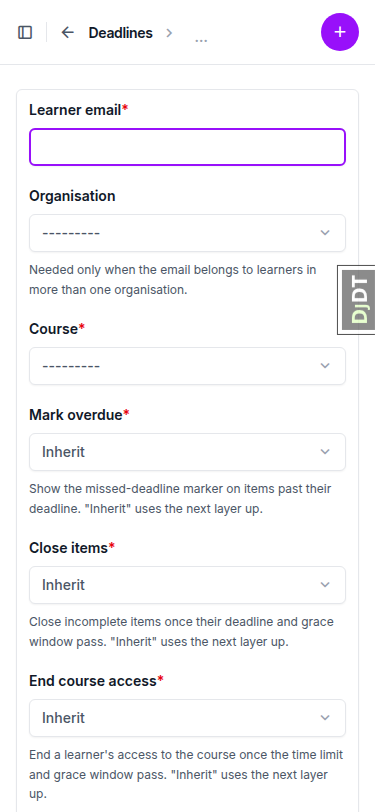 Deadlines
...
Learner email*
Organisation
---------
Needed only when the email belongs to learners in
more than one organisation.
DjDT
Course*
---------
Mark overdue*
Inherit
Show the missed-deadline marker on items past their
deadline. "Inherit" uses the next layer up.
Close items*
Inherit
Close incomplete items once their deadline and grace
window pass. "Inherit" uses the next layer up.
End course access*
Inherit
End a learner's access to the course once the time limit
and grace window pass. "Inherit" uses the next layer
up.